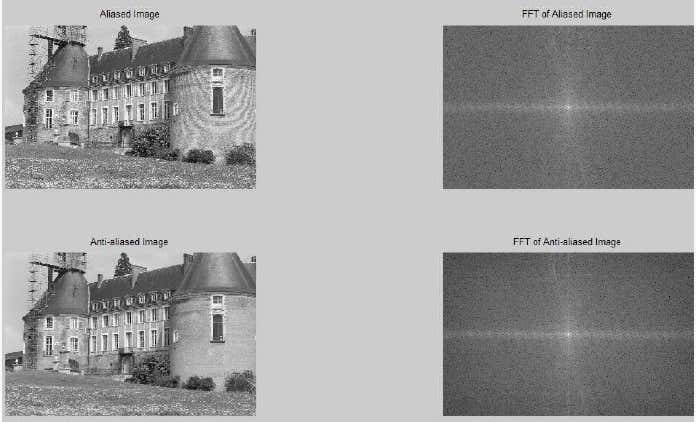 Aliased Image
FFT of Aliased Image
Anti-aliased Image
FFT of Anti-aliased Image